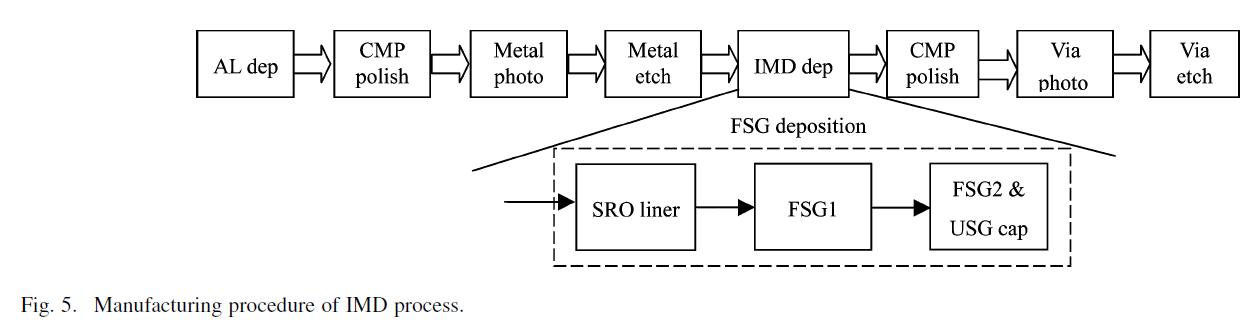 AL dep
CMP
polish
Metal
photo
Metal
etch
IMD dep
CMP
polish
Via
photo
Via
etch
FSG deposition
SRO liner
FSG1
FSG2 &
USG cap
Fig. 5. Manufacturing procedure of IMD process.